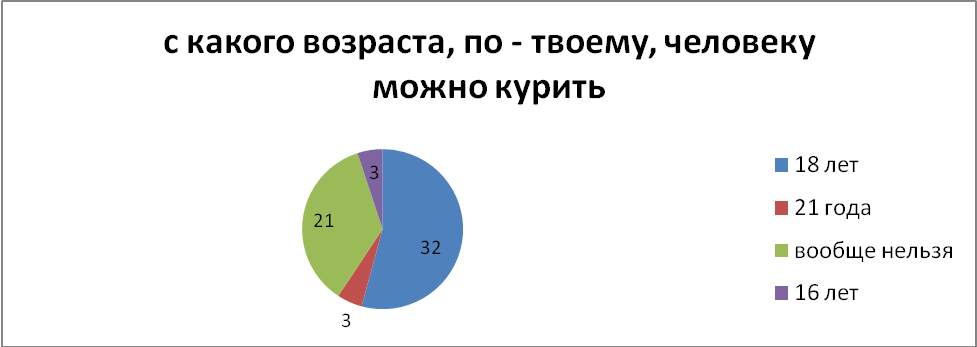 с какого возраста, по - твоему, человеку
можно курить
3
21
32
3
18 лет
21 года
вообще нельзя
16 лет